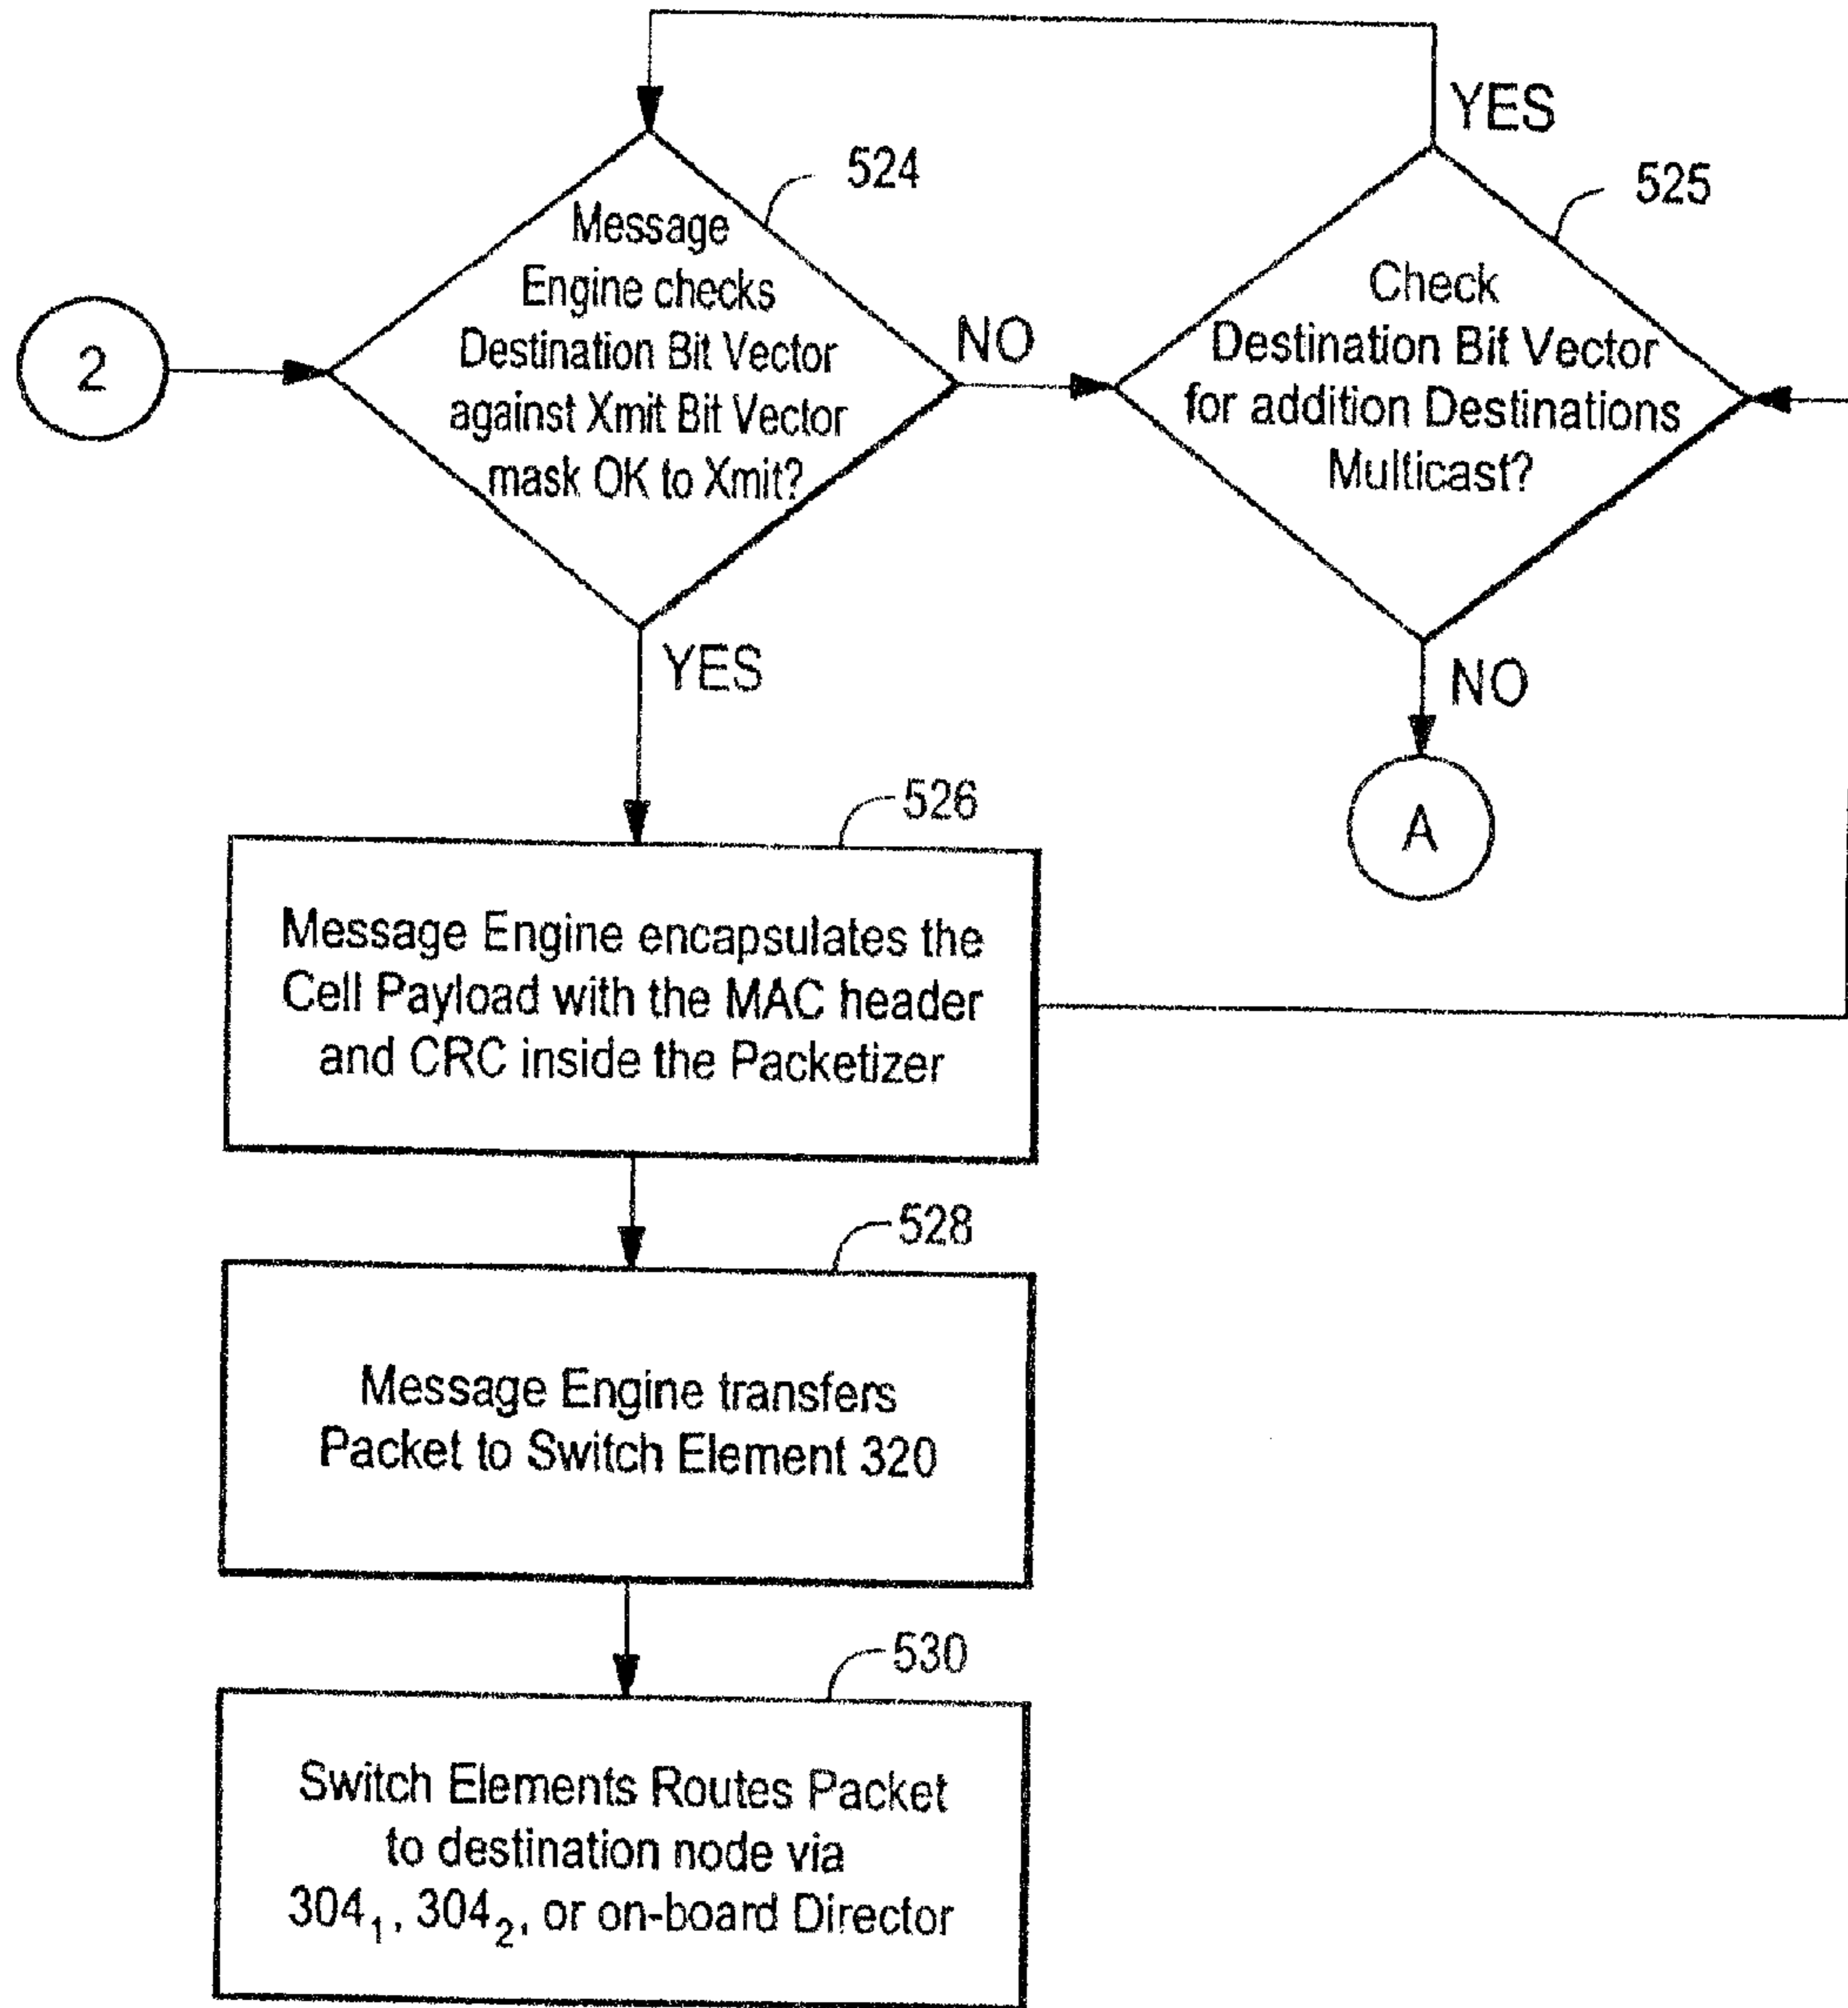 YES
524
525
Message
Engine checks
Destination Bit Vector
against Xmit Bit Vector
mask OK to Xmit?
2
NO
Check
Destination Bit Vector
for addition Destinations
Multicast?
YES
NO
A
526
Message Engine encapsulates the
Cell Payload with the MAC header
and CRC inside the Packetizer
528
Message Engine transfers
Packet to Switch Element 320
530
Switch Elements Routes Packet
to destination node via
304₁, 304₂, or on-board Director